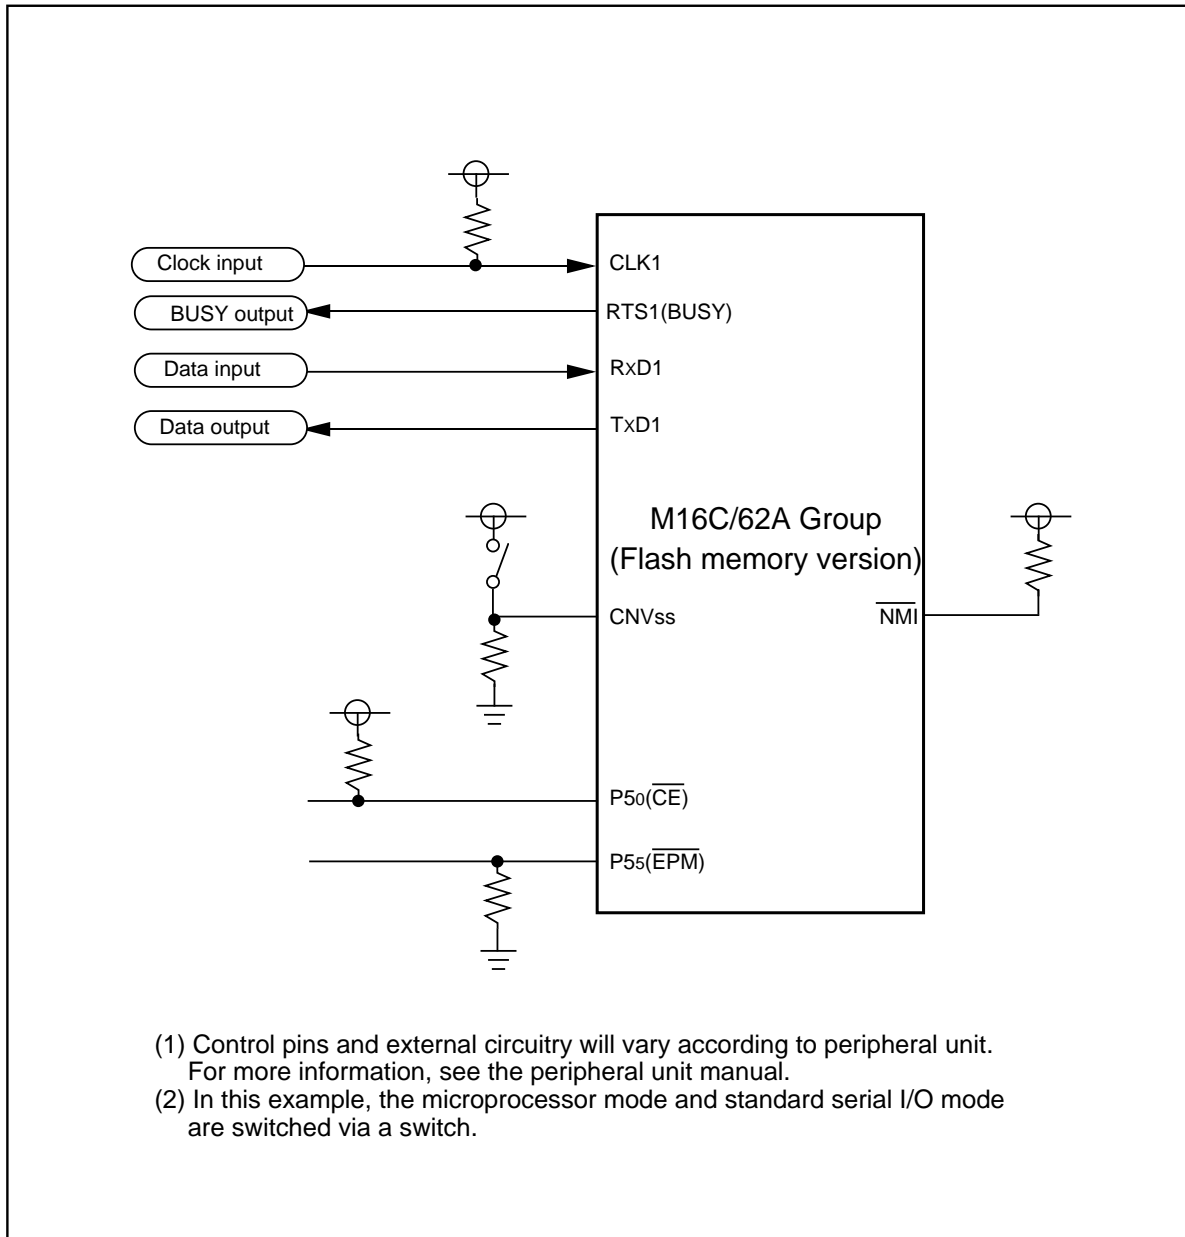 Clock input
CLK1
BUSY output
RTS1(BUSY)
Data input
RxD1
Data output
TxD1
M16C/62A Group
(Flash memory version)
CNVss
NMI
P50(CE)
P55(EPM)
(1) Control pins and external circuitry will vary according to peripheral unit.
For more information, see the peripheral unit manual.
(2) In this example, the microprocessor mode and standard serial I/O mode
are switched via a switch.